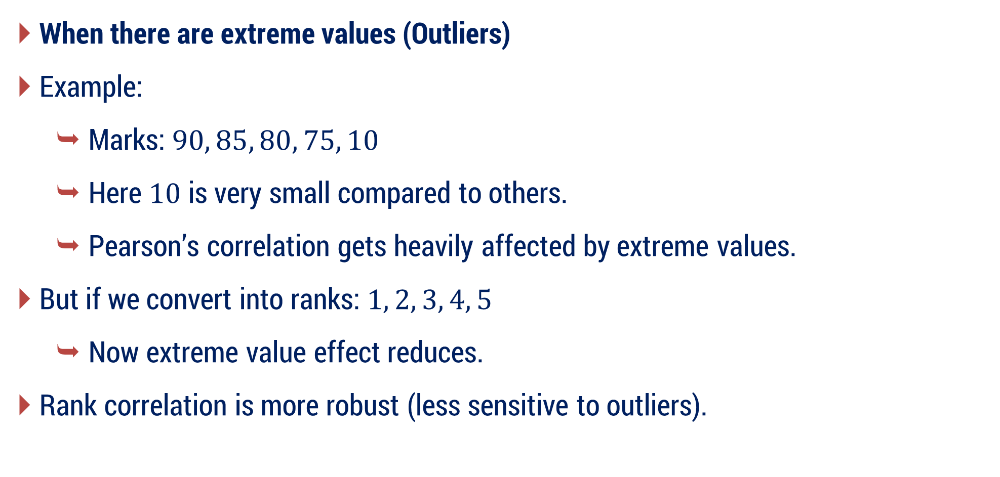 When there are extreme values (Outliers)
Example:
Marks: 90, 85, 80, 75, 10
Here 10 is very small compared to others.
Pearson’s correlation gets heavily affected by extreme values.
But if we convert into ranks: 1, 2, 3, 4, 5
Now extreme value effect reduces.
Rank correlation is more robust (less sensitive to outliers).